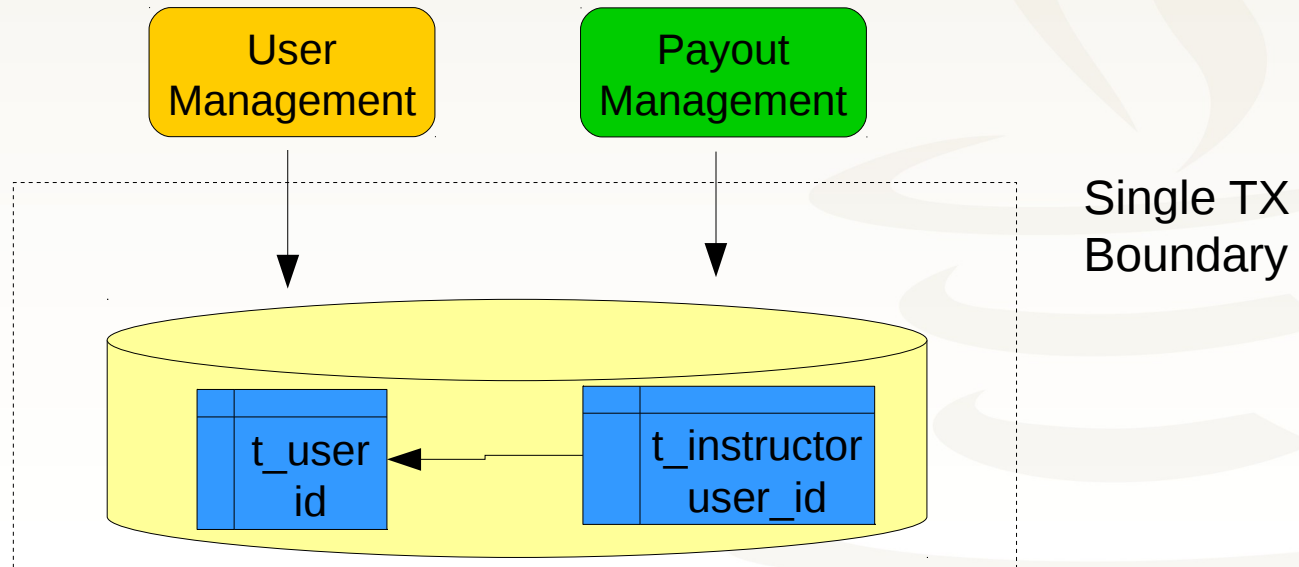 User
Management
Payout
Management
Single TX
Boundary
t_user
id
t_instructor
user_id